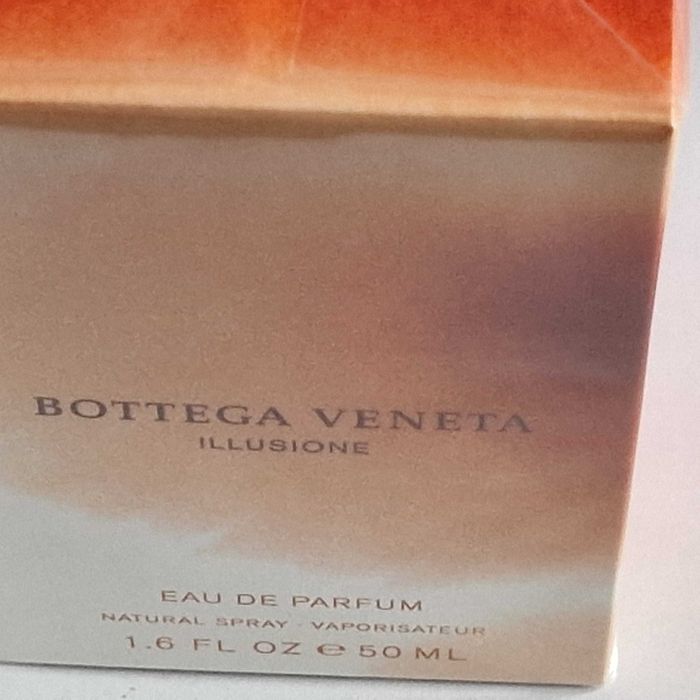 BOTTEGA VENETA
ILLUSIONE
EAU DE PARFUM
NATURAL SPRAY · VAPORISATEUR
1.6 FL OZ ℮ 50 ML